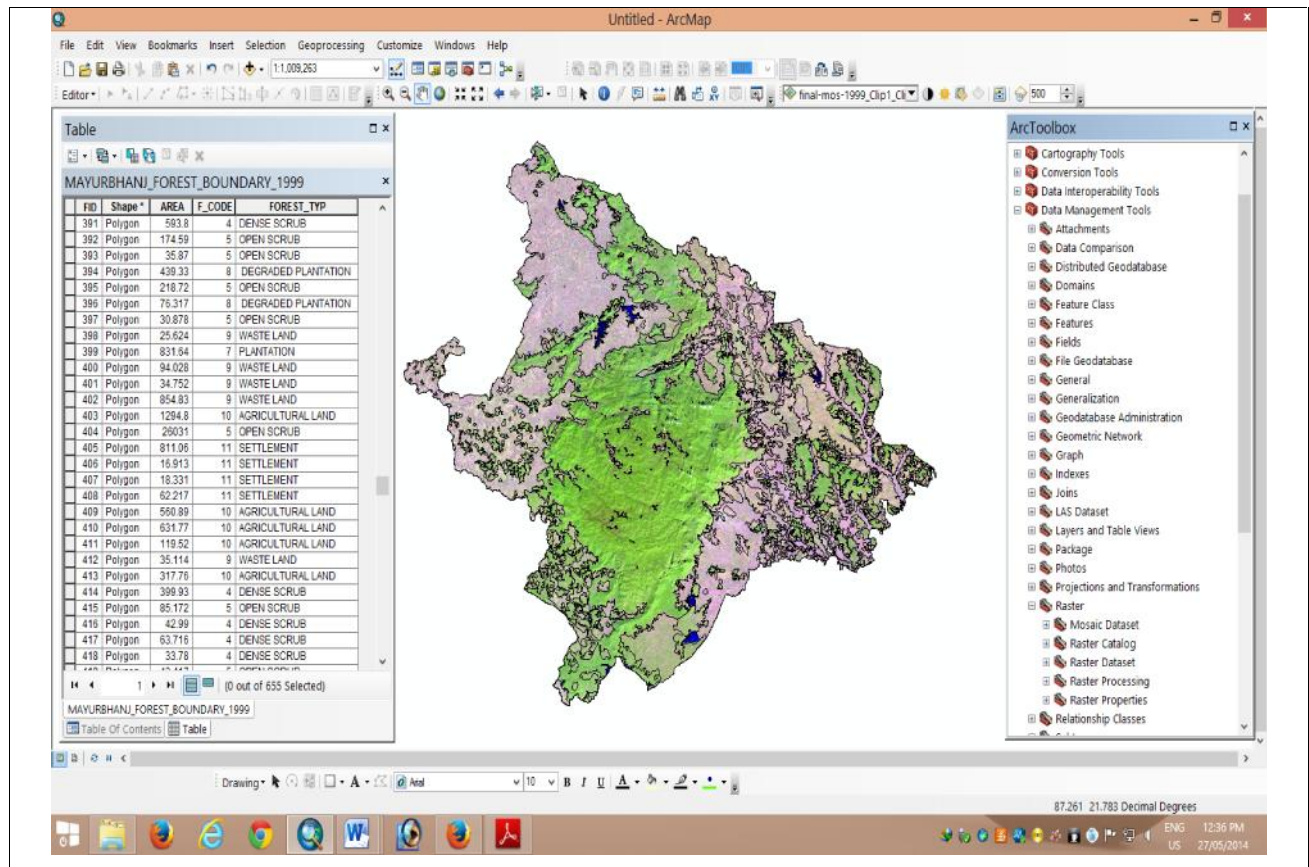 Untitled - ArcMap
File Edit View Bookmarks Insert Selection Geoprocessing Customize Windows Help
1:1,009,263
Editor
final-mos-1999_Clip1_Cli
500
Table
MAYURBHANJ_FOREST_BOUNDARY_1999
FID Shape * AREA F_CODE FOREST_TYP
391 Polygon 593.8 4 DENSE SCRUB
392 Polygon 174.59 5 OPEN SCRUB
393 Polygon 35.87 5 OPEN SCRUB
394 Polygon 439.33 8 DEGRADED PLANTATION
395 Polygon 218.72 5 OPEN SCRUB
396 Polygon 76.317 8 DEGRADED PLANTATION
397 Polygon 30.878 5 OPEN SCRUB
398 Polygon 25.624 9 WASTE LAND
399 Polygon 831.64 7 PLANTATION
400 Polygon 94.028 9 WASTE LAND
401 Polygon 34.752 9 WASTE LAND
402 Polygon 854.83 9 WASTE LAND
403 Polygon 1294.8 10 AGRICULTURAL LAND
404 Polygon 26031 5 OPEN SCRUB
405 Polygon 811.06 11 SETTLEMENT
406 Polygon 16.913 11 SETTLEMENT
407 Polygon 18.331 11 SETTLEMENT
408 Polygon 62.217 11 SETTLEMENT
409 Polygon 560.89 10 AGRICULTURAL LAND
410 Polygon 631.77 10 AGRICULTURAL LAND
411 Polygon 119.52 10 AGRICULTURAL LAND
412 Polygon 35.114 9 WASTE LAND
413 Polygon 317.76 10 AGRICULTURAL LAND
414 Polygon 399.93 4 DENSE SCRUB
415 Polygon 85.172 5 OPEN SCRUB
416 Polygon 42.99 4 DENSE SCRUB
417 Polygon 63.716 4 DENSE SCRUB
418 Polygon 33.78 4 DENSE SCRUB
1 (0 out of 655 Selected)
MAYURBHANJ_FOREST_BOUNDARY_1999
Table Of Contents Table
ArcToolbox
Cartography Tools
Conversion Tools
Data Interoperability Tools
Data Management Tools
Attachments
Data Comparison
Distributed Geodatabase
Domains
Feature Class
Features
Fields
File Geodatabase
General
Generalization
Geodatabase Administration
Geometric Network
Graph
Indexes
Joins
LAS Dataset
Layers and Table Views
Package
Photos
Projections and Transformations
Raster
Mosaic Dataset
Raster Catalog
Raster Dataset
Raster Processing
Raster Properties
Relationship Classes
Drawing A Arial 10 B I U A
87.261 21.783 Decimal Degrees
ENG 12:36 PM
US 27/05/2014